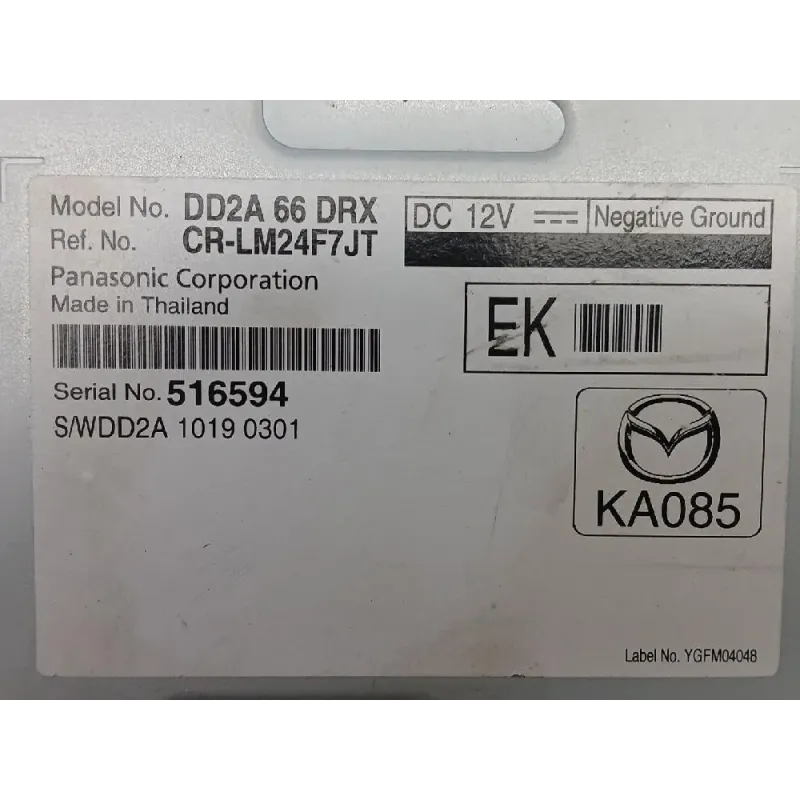 Model No. DD2A 66 DRX
Ref. No. CR-LM24F7JT
Panasonic Corporation
Made in Thailand
Serial No. 516594
S/WDD2A 1019 0301
DC 12V Negative Ground
EK
KA085
Label No. YGFM04048